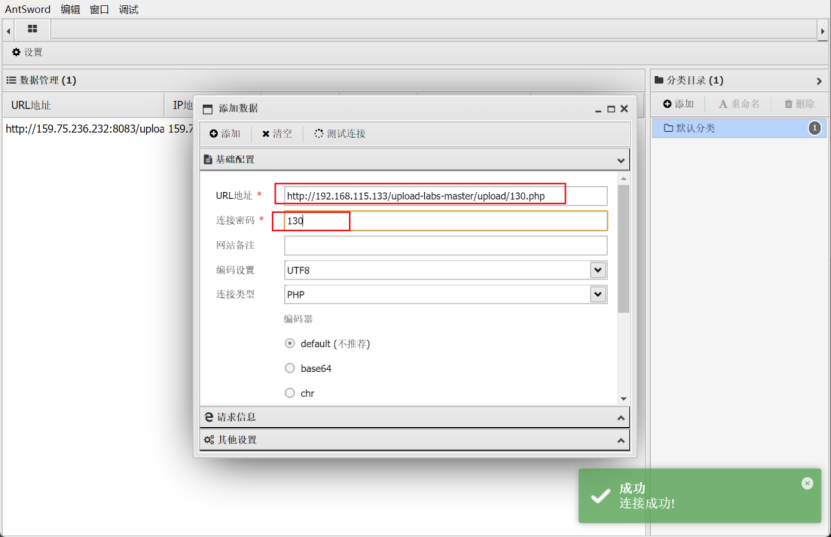 AntSword 编辑 窗口 调试
设置
数据管理 (1)
URL地址 IP地
http://159.75.236.232:8083/uploa 159.7
分类目录 (1)
添加 重命名 删除
默认分类 1
添加数据
添加 清空 测试连接
基础配置
URL地址 * http://192.168.115.133/upload-labs-master/upload/130.php
连接密码 * 130
网站备注
编码设置 UTF8
连接类型 PHP
编码器
default (不推荐)
base64
chr
请求信息
其他设置
成功
连接成功!